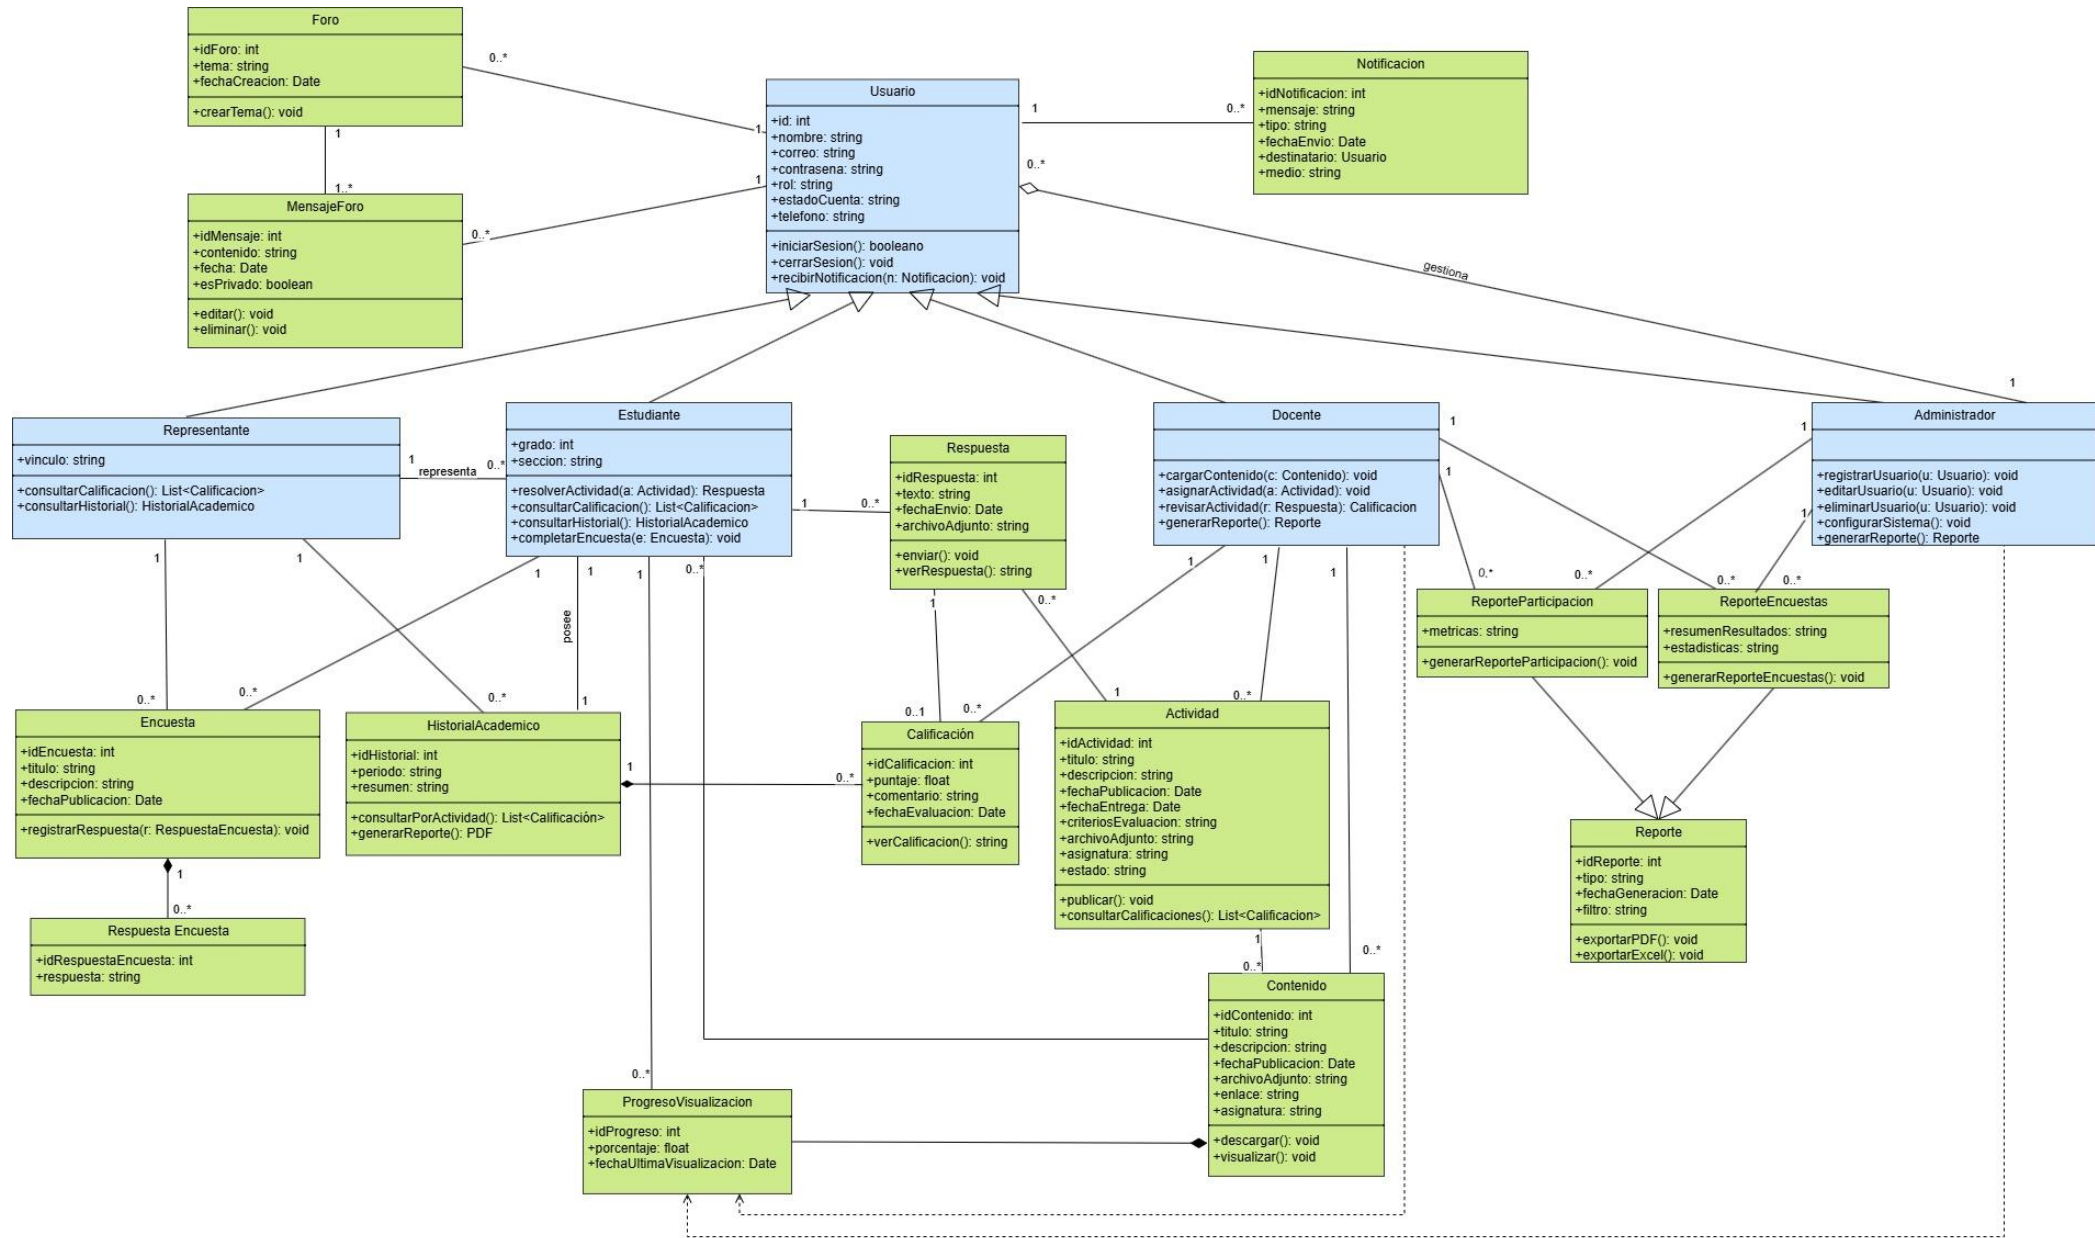 Foro
+idForo: int
+tema: string
+fechaCreacion: Date
+crearTema(): void
0..*
1
1
1..*
MensajeForo
+idMensaje: int
+contenido: string
+fecha: Date
+esPrivado: boolean
+editar(): void
+eliminar(): void
1
0..*
Usuario
+id: int
+nombre: string
+correo: string
+contrasena: string
+rol: string
+estadoCuenta: string
+telefono: string
+iniciarSesion(): booleano
+cerrarSesion(): void
+recibirNotificacion(n: Notificacion): void
1
0..*
Notificacion
+idNotificacion: int
+mensaje: string
+tipo: string
+fechaEnvio: Date
+destinatario: Usuario
+medio: string
0..*
gestiona
1
Representante
+vinculo: string
+consultarCalificacion(): List<Calificacion>
+consultarHistorial(): HistorialAcademico
1
representa
0..*
Estudiante
+grado: int
+seccion: string
+resolverActividad(a: Actividad): Respuesta
+consultarCalificacion(): List<Calificacion>
+consultarHistorial(): HistorialAcademico
+completarEncuesta(e: Encuesta): void
1
0..*
Respuesta
+idRespuesta: int
+texto: string
+fechaEnvio: Date
+archivoAdjunto: string
+enviar(): void
+verRespuesta(): string
Docente
+cargarContenido(c: Contenido): void
+asignarActividad(a: Actividad): void
+revisarActividad(r: Respuesta): Calificacion
+generarReporte(): Reporte
1
1
1
1
Administrador
+registrarUsuario(u: Usuario): void
+editarUsuario(u: Usuario): void
+eliminarUsuario(u: Usuario): void
+configurarSistema(): void
+generarReporte(): Reporte
1
1
1
1
1
1
0..*
1
0..*
1
1
1
0..*
0..*
0..*
0..*
ReporteParticipacion
+metricas: string
+generarReporteParticipacion(): void
ReporteEncuestas
+resumenResultados: string
+estadisticas: string
+generarReporteEncuestas(): void
posee
0..*
0..*
0..*
1
0..1
0..*
1
0..*
Encuesta
+idEncuesta: int
+titulo: string
+descripcion: string
+fechaPublicacion: Date
+registrarRespuesta(r: RespuestaEncuesta): void
HistorialAcademico
+idHistorial: int
+periodo: string
+resumen: string
+consultarPorActividad(): List<Calificación>
+generarReporte(): PDF
1
0..*
Calificación
+idCalificacion: int
+puntaje: float
+comentario: string
+fechaEvaluacion: Date
+verCalificacion(): string
Actividad
+idActividad: int
+titulo: string
+descripcion: string
+fechaPublicacion: Date
+fechaEntrega: Date
+criteriosEvaluacion: string
+archivoAdjunto: string
+asignatura: string
+estado: string
+publicar(): void
+consultarCalificaciones(): List<Calificacion>
Reporte
+idReporte: int
+tipo: string
+fechaGeneracion: Date
+filtro: string
+exportarPDF(): void
+exportarExcel(): void
1
0..*
Respuesta Encuesta
+idRespuestaEncuesta: int
+respuesta: string
1
0..*
0..*
Contenido
+idContenido: int
+titulo: string
+descripcion: string
+fechaPublicacion: Date
+archivoAdjunto: string
+enlace: string
+asignatura: string
+descargar(): void
+visualizar(): void
0..*
ProgresoVisualizacion
+idProgreso: int
+porcentaje: float
+fechaUltimaVisualizacion: Date